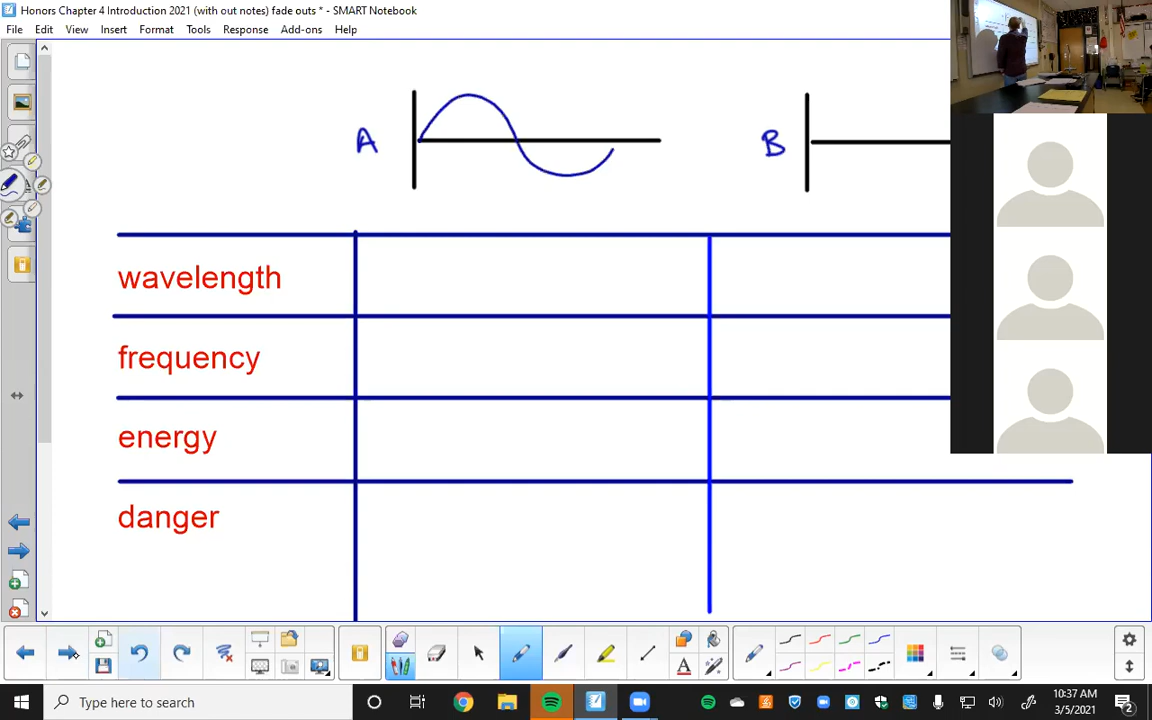 Honors Chapter 4 Introduction 2021 (with out notes) fade outs * - SMART Notebook
File Edit View Insert Format Tools Response Add-ons Help
A B
wavelength
frequency
energy
danger
A
Type here to search
10:37 AM
3/5/2021
2